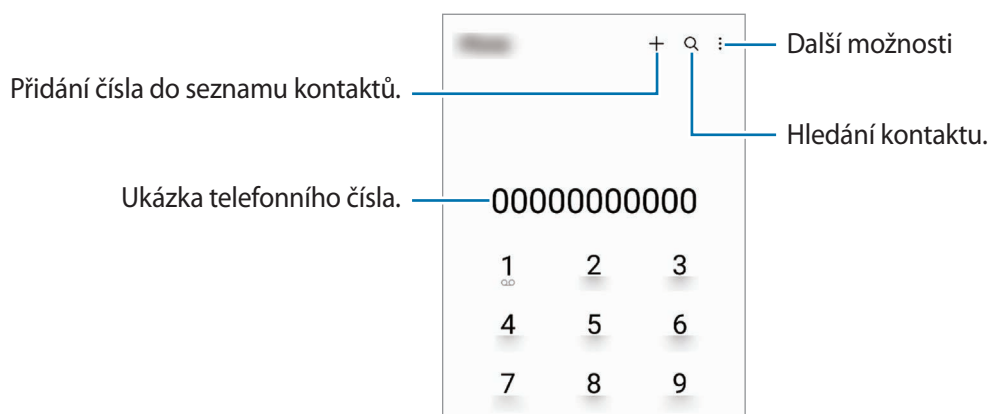 Další možnosti
Přidání čísla do seznamu kontaktů.
Hledání kontaktu.
Ukázka telefonního čísla.
00000000000
1 2 3
4 5 6
7 8 9